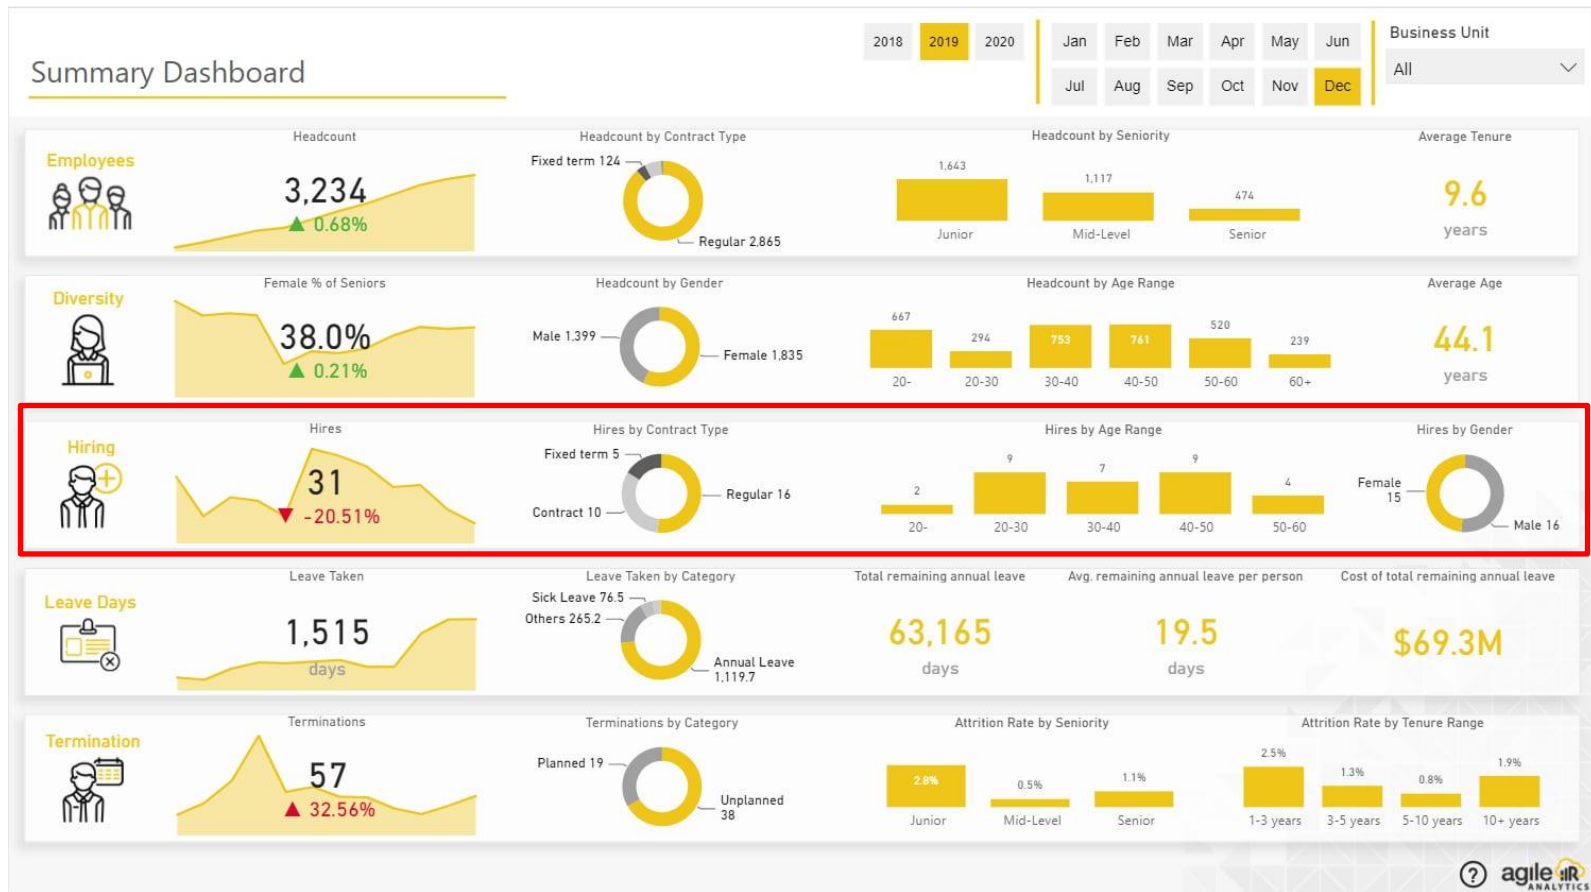 Summary Dashboard
2018 2019 2020
Jan Feb Mar Apr May Jun
Jul Aug Sep Oct Nov Dec
Business Unit
All
Employees
Headcount
3,234
▲ 0.68%
Headcount by Contract Type
Fixed term 124
Regular 2,865
Headcount by Seniority
1,643 1,117 474
Junior Mid-Level Senior
Average Tenure
9.6
years
Diversity
Female % of Seniors
38.0%
▲ 0.21%
Headcount by Gender
Male 1,399
Female 1,835
Headcount by Age Range
667 294 753 761 520 239
20- 20-30 30-40 40-50 50-60 60+
Average Age
44.1
years
Hiring
Hires
31
▼ -20.51%
Hires by Contract Type
Fixed term 5
Regular 16
Contract 10
Hires by Age Range
2 9 7 9 4
20- 20-30 30-40 40-50 50-60
Hires by Gender
Female
15
Male 16
Leave Days
Leave Taken
1,515
days
Leave Taken by Category
Sick Leave 76.5
Others 265.2
Annual Leave
1,119.7
Total remaining annual leave
63,165
days
Avg. remaining annual leave per person
19.5
days
Cost of total remaining annual leave
$69.3M
Termination
Terminations
57
▲ 32.56%
Terminations by Category
Planned 19
Unplanned
38
Attrition Rate by Seniority
2.8% 0.5% 1.1%
Junior Mid-Level Senior
Attrition Rate by Tenure Range
2.5% 1.3% 0.8% 1.9%
1-3 years 3-5 years 5-10 years 10+ years
?
agile R
ANALYTICS